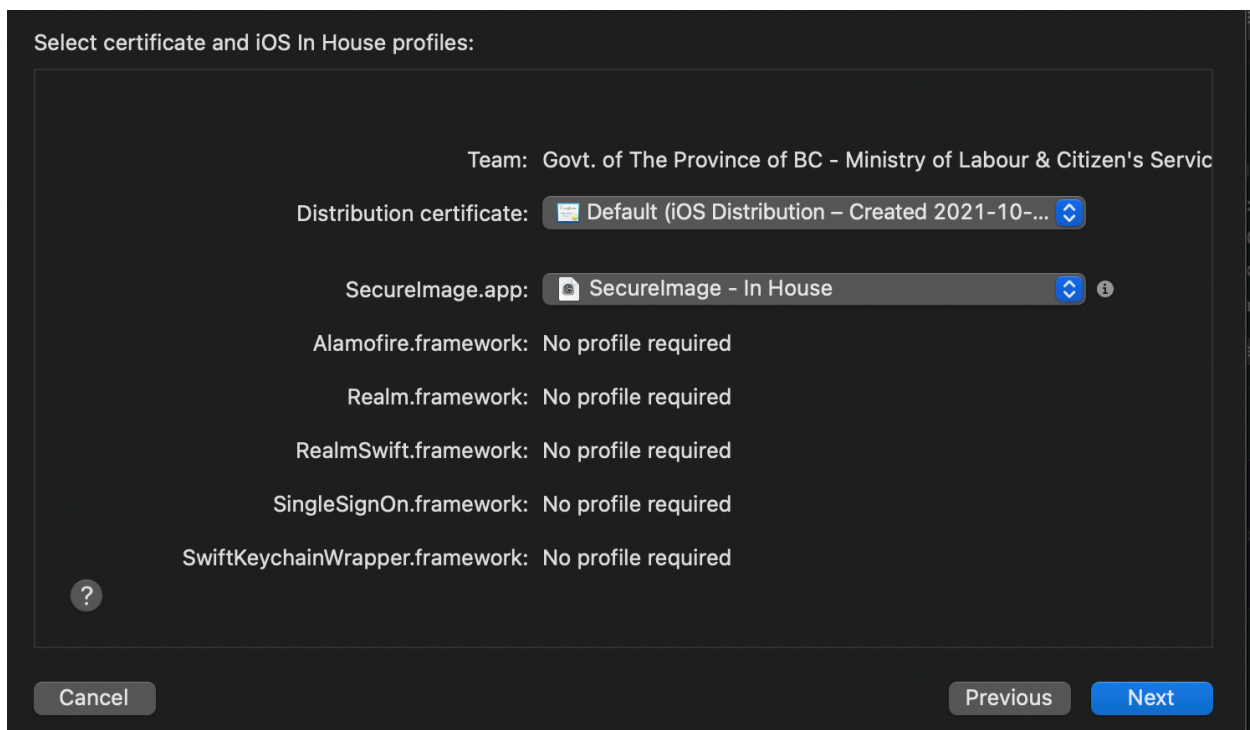 Select certificate and iOS In House profiles:
Team: Govt. of The Province of BC - Ministry of Labour & Citizen's Servic
Distribution certificate: Default (iOS Distribution – Created 2021-10-...
SecureImage.app: SecureImage - In House
Alamofire.framework: No profile required
Realm.framework: No profile required
RealmSwift.framework: No profile required
SingleSignOn.framework: No profile required
SwiftKeychainWrapper.framework: No profile required
?
Cancel Previous Next